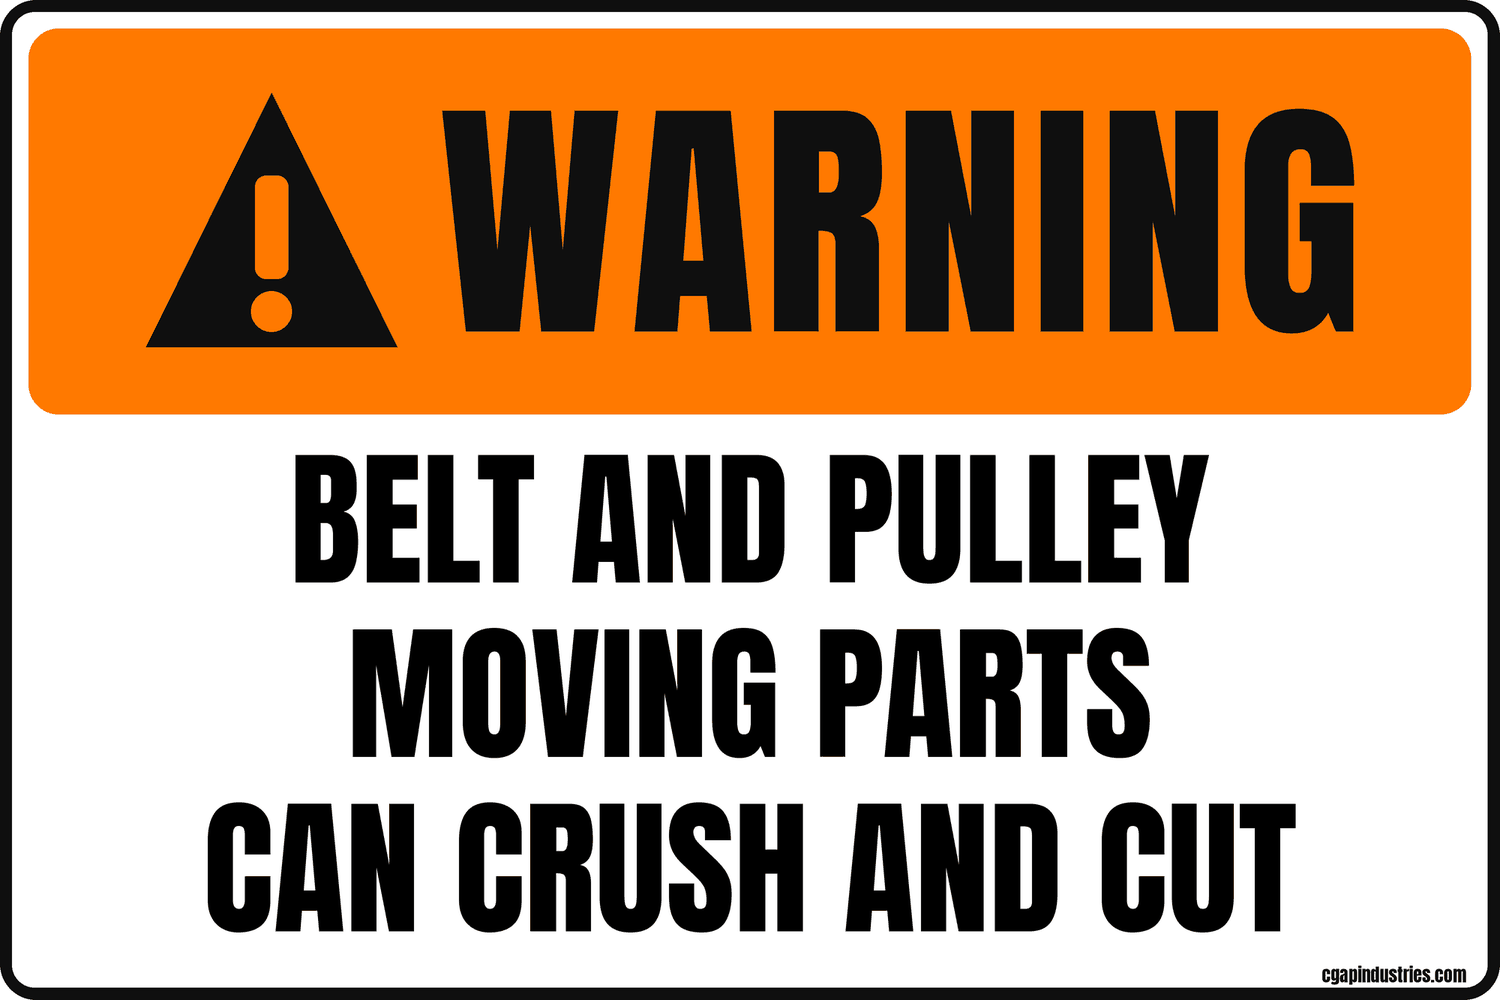 WARNING
BELT AND PULLEY
MOVING PARTS
CAN CRUSH AND CUT
cgapindustries.com